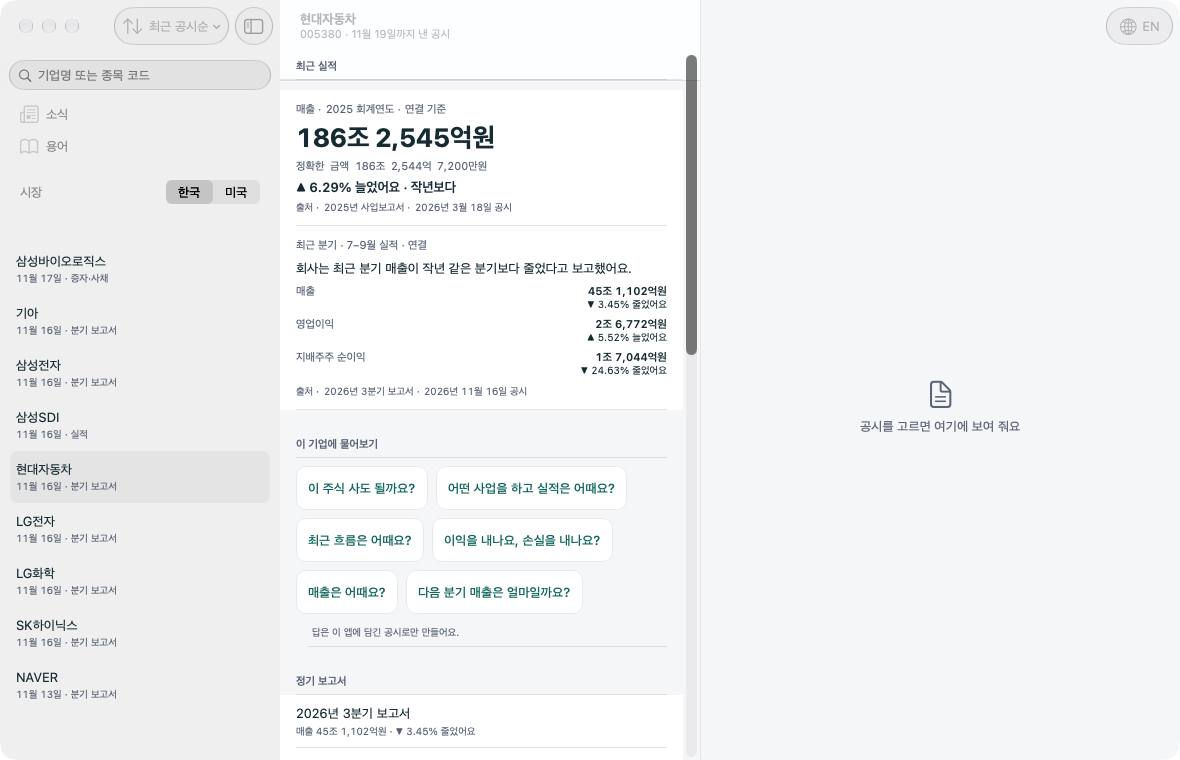 최근 공시순
기업명 또는 종목 코드
소식
용어
시장
한국
미국
삼성바이오로직스
11월 17일 · 증자·사채
기아
11월 16일 · 분기 보고서
삼성전자
11월 16일 · 분기 보고서
삼성SDI
11월 16일 · 실적
현대자동차
11월 16일 · 분기 보고서
LG전자
11월 16일 · 분기 보고서
LG화학
11월 16일 · 분기 보고서
SK하이닉스
11월 16일 · 분기 보고서
NAVER
11월 13일 · 분기 보고서
현대자동차
005380 · 11월 19일까지 낸 공시
최근 실적
매출 · 2025 회계연도 · 연결 기준
186조 2,545억원
정확한 금액 186조 2,544억 7,200만원
▲ 6.29% 늘었어요 · 작년보다
출처 · 2025년 사업보고서 · 2026년 3월 18일 공시
최근 분기 · 7–9월 실적 · 연결
회사는 최근 분기 매출이 작년 같은 분기보다 줄었다고 보고했어요.
매출 45조 1,102억원
▼ 3.45% 줄었어요
영업이익 2조 6,772억원
▲ 5.52% 늘었어요
지배주주 순이익 1조 7,044억원
▼ 24.63% 줄었어요
출처 · 2026년 3분기 보고서 · 2026년 11월 16일 공시
이 기업에 물어보기
이 주식 사도 될까요?
어떤 사업을 하고 실적은 어때요?
최근 흐름은 어때요?
이익을 내나요, 손실을 내나요?
매출은 어때요?
다음 분기 매출은 얼마일까요?
답은 이 앱에 담긴 공시로만 만들어요.
정기 보고서
2026년 3분기 보고서
매출 45조 1,102억원 · ▼ 3.45% 줄었어요
EN
공시를 고르면 여기에 보여 줘요